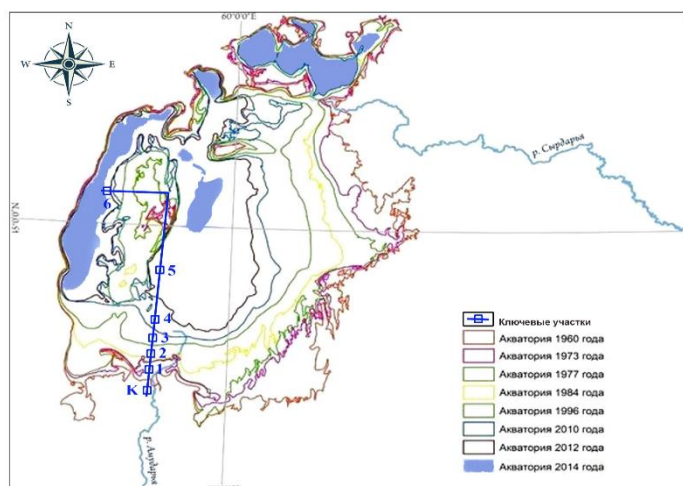 60°0'0"E
N
W
E
S
р. Сырдарья
45°0'0"N
6
5
4
3
2
1
K
р. Амударья
Ключевые участки
Акватория 1960 года
Акватория 1973 года
Акватория 1977 года
Акватория 1984 года
Акватория 1996 года
Акватория 2010 года
Акватория 2012 года
Акватория 2014 года